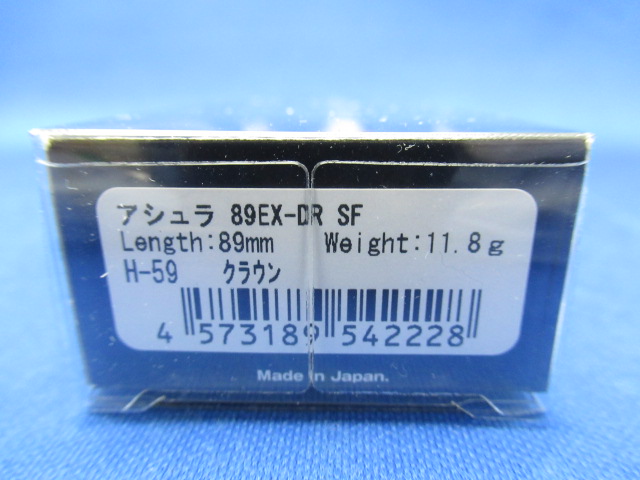 アシュラ 89EX-DR SF
Length:89mm Weight:11.8g
H-59 クラウン
4 573189 542228
Made in Japan.